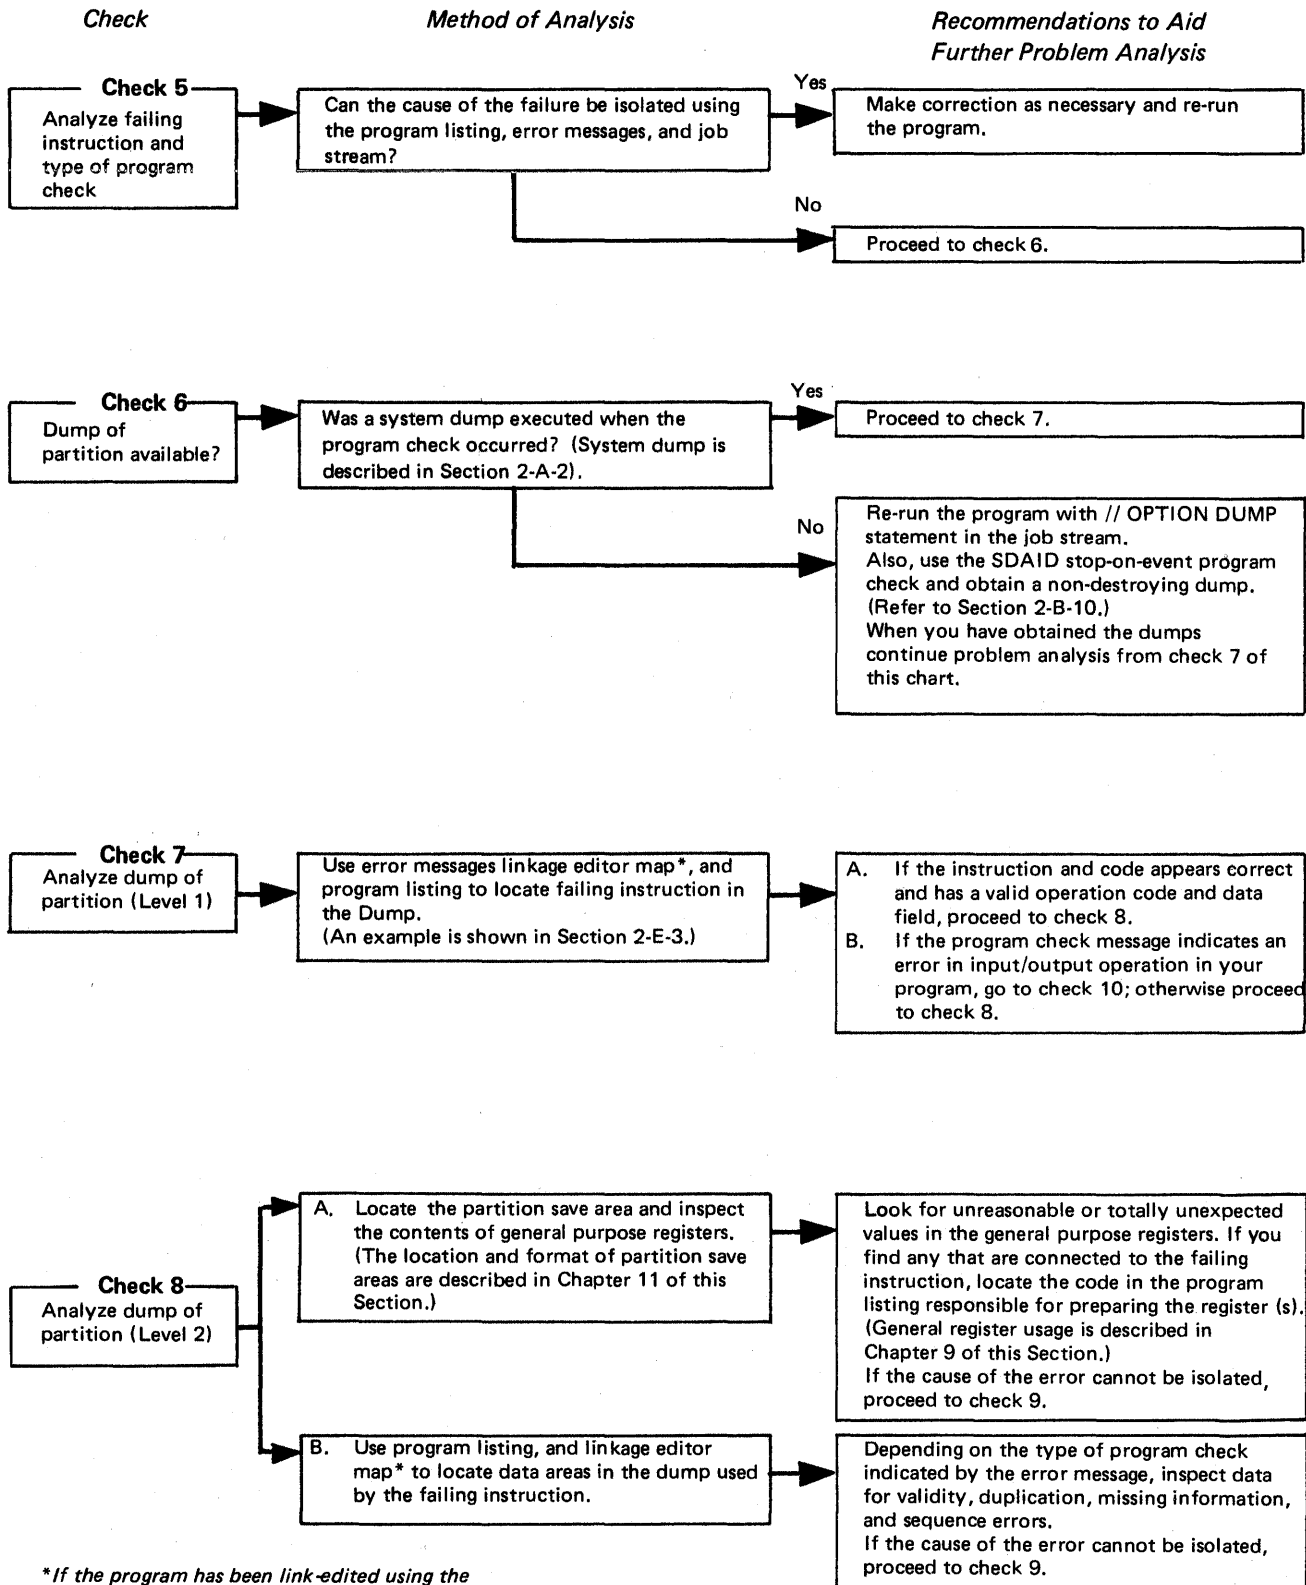 Check
Method of Analysis
Recommendations to Aid
Further Problem Analysis
Check 5
Analyze failing
instruction and
type of program
check
Can the cause of the failure be isolated using
the program listing, error messages, and job
stream?
Yes
Make correction as necessary and re-run
the program.
No
Proceed to check 6.
Check 6
Dump of
partition available?
Was a system dump executed when the
program check occurred? (System dump is
described in Section 2-A-2).
Yes
Proceed to check 7.
No
Re-run the program with // OPTION DUMP
statement in the job stream.
Also, use the SDAID stop-on-event program
check and obtain a non-destroying dump.
(Refer to Section 2-B-10.)
When you have obtained the dumps
continue problem analysis from check 7 of
this chart.
Check 7
Analyze dump of
partition (Level 1)
Use error messages linkage editor map*, and
program listing to locate failing instruction in
the Dump.
(An example is shown in Section 2-E-3.)
A. If the instruction and code appears correct
and has a valid operation code and data
field, proceed to check 8.
B. If the program check message indicates an
error in input/output operation in your
program, go to check 10; otherwise proceed
to check 8.
Check 8
Analyze dump of
partition (Level 2)
A. Locate the partition save area and inspect
the contents of general purpose registers.
(The location and format of partition save
areas are described in Chapter 11 of this
Section.)
Look for unreasonable or totally unexpected
values in the general purpose registers. If you
find any that are connected to the failing
instruction, locate the code in the program
listing responsible for preparing the register (s).
(General register usage is described in
Chapter 9 of this Section.)
If the cause of the error cannot be isolated,
proceed to check 9.
B. Use program listing, and linkage editor
map* to locate data areas in the dump used
by the failing instruction.
Depending on the type of program check
indicated by the error message, inspect data
for validity, duplication, missing information,
and sequence errors.
If the cause of the error cannot be isolated,
proceed to check 9.
*If the program has been link-edited using the